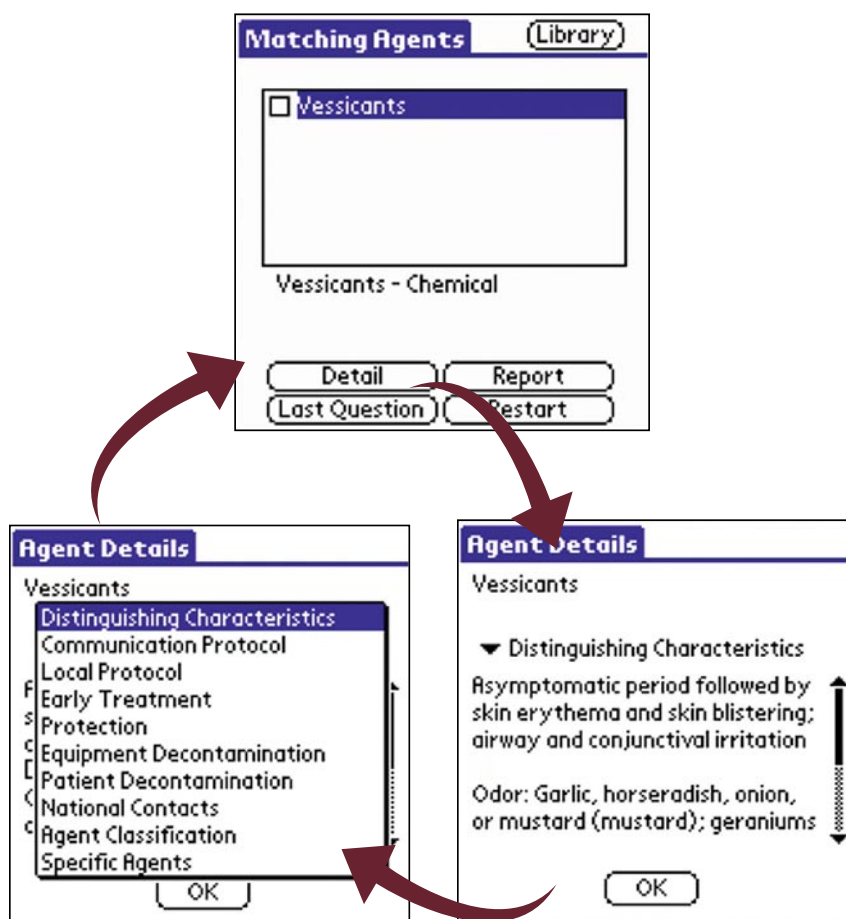 Matching Agents
Library
Vessicants
Vessicants - Chemical
Detail
Report
Last Question
Restart
Agent Details
Vessicants
Distinguishing Characteristics
Communication Protocol
Local Protocol
Early Treatment
Protection
Equipment Decontamination
Patient Decontamination
National Contacts
Agent Classification
Specific Agents
OK
Agent Details
Vessicants
Distinguishing Characteristics
Asymptomatic period followed by
skin erythema and skin blistering;
airway and conjunctival irritation
Odor: Garlic, horseradish, onion,
or mustard (mustard); geraniums
OK